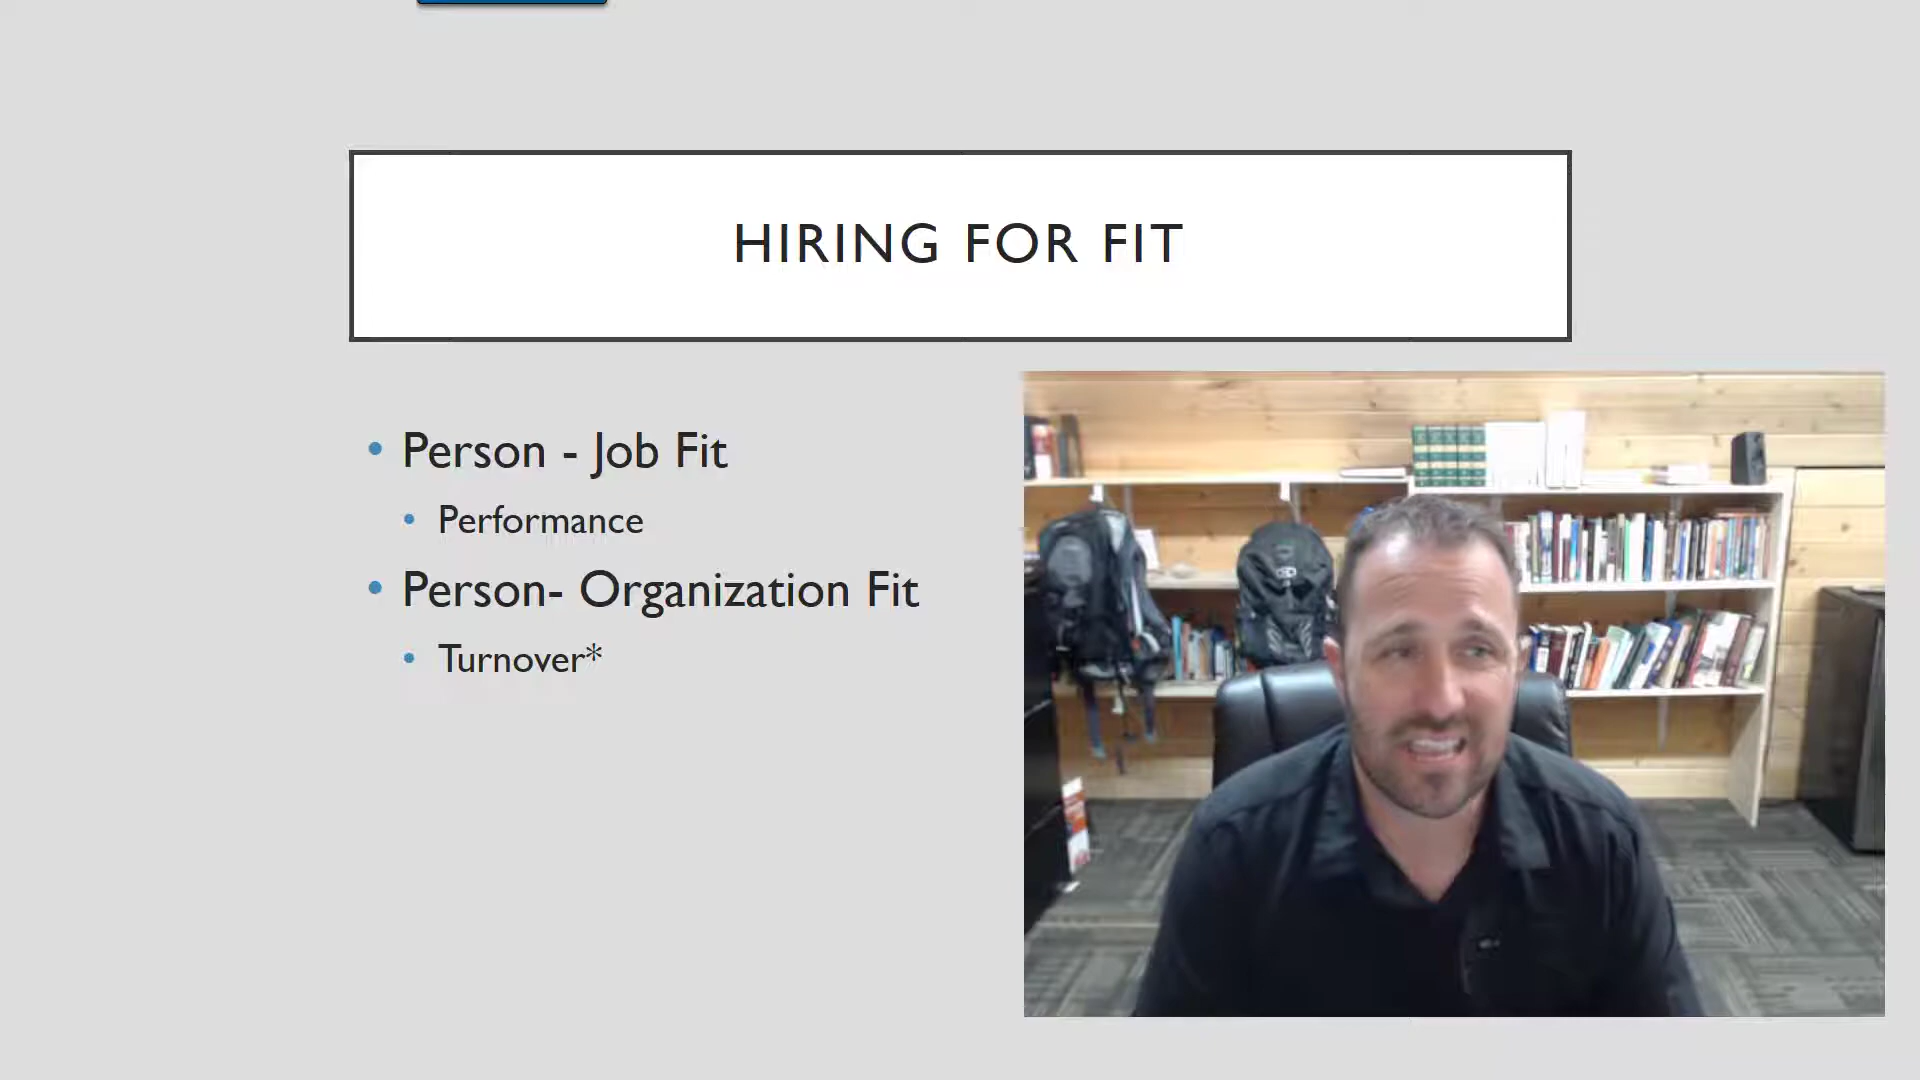 HIRING FOR FIT
Person - Job Fit
Performance
Person- Organization Fit
Turnover*